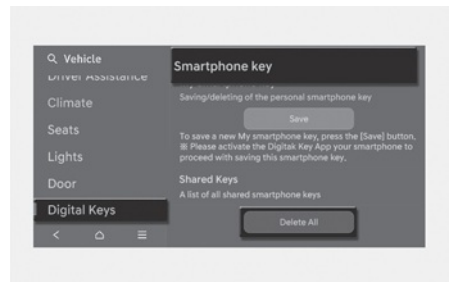 Vehicle
Driver Assistance
Climate
Seats
Lights
Door
Digital Keys
Smartphone key
Saving/deleting of the personal smartphone key
Save
To save a new My smartphone key, press the [Save] button.
※ Please activate the Digitak Key App your smartphone to
proceed with saving this smartphone key.
Shared Keys
A list of all shared smartphone keys
Delete All